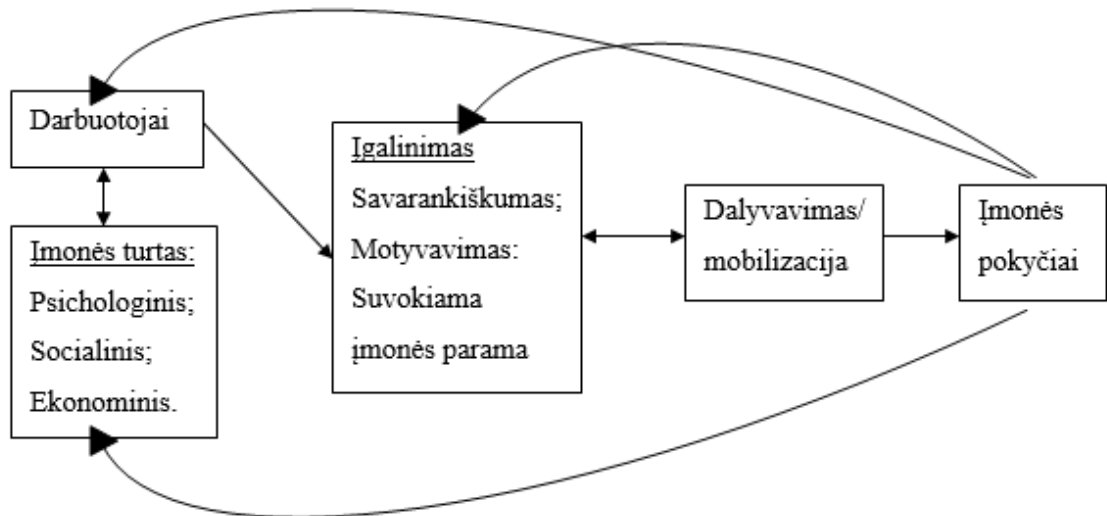 Darbuotojai
Įmonės turtas:
Psichologinis;
Socialinis;
Ekonominis.
Įgalinimas
Savarankiškumas;
Motyvavimas:
Suvokiama
įmonės parama
Dalyvavimas/
mobilizacija
Įmonės
pokyčiai